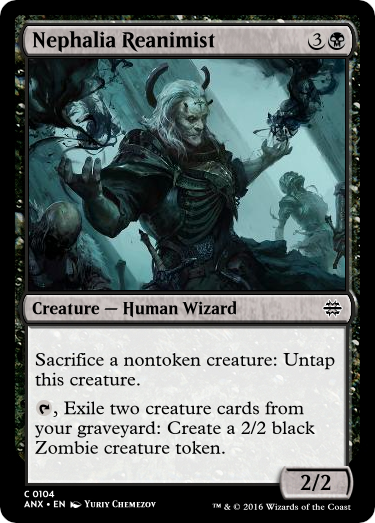 Nephalia Reanimist 3
Creature — Human Wizard
Sacrifice a nontoken creature: Untap
this creature.
, Exile two creature cards from
your graveyard: Create a 2/2 black
Zombie creature token.
2/2
C 0104
ANX • EN Yuriy Chemezov
™ & © 2016 Wizards of the Coast